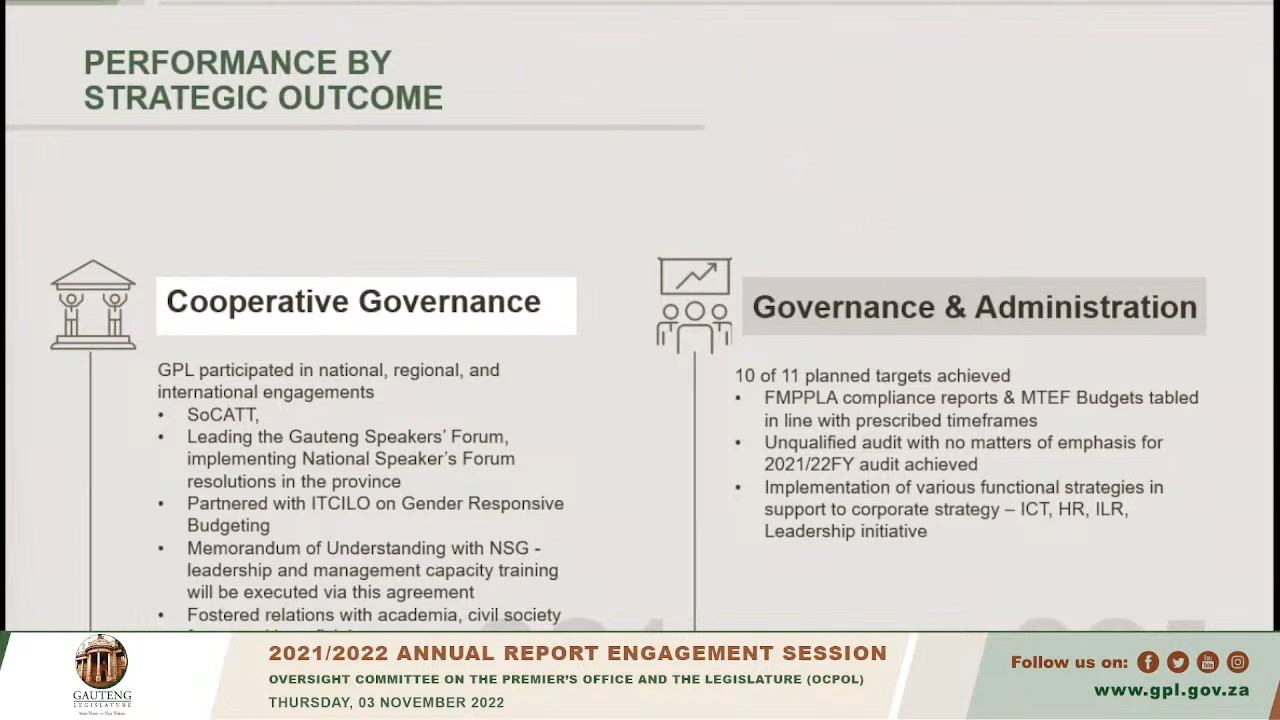 PERFORMANCE BY
STRATEGIC OUTCOME
Cooperative Governance
GPL participated in national, regional, and
international engagements
• SoCATT,
• Leading the Gauteng Speakers' Forum,
implementing National Speaker's Forum
resolutions in the province
• Partnered with ITCILO on Gender Responsive
Budgeting
• Memorandum of Understanding with NSG -
leadership and management capacity training
will be executed via this agreement
• Fostered relations with academia, civil society
Governance & Administration
10 of 11 planned targets achieved
• FMPPLA compliance reports & MTEF Budgets tabled
in line with prescribed timeframes
• Unqualified audit with no matters of emphasis for
2021/22FY audit achieved
• Implementation of various functional strategies in
support to corporate strategy – ICT, HR, ILR,
Leadership initiative
GAUTENG
LEGISLATURE
Your View — Our Vision
2021/2022 ANNUAL REPORT ENGAGEMENT SESSION
OVERSIGHT COMMITTEE ON THE PREMIER'S OFFICE AND THE LEGISLATURE (OCPOL)
THURSDAY, 03 NOVEMBER 2022
Follow us on:
www.gpl.gov.za